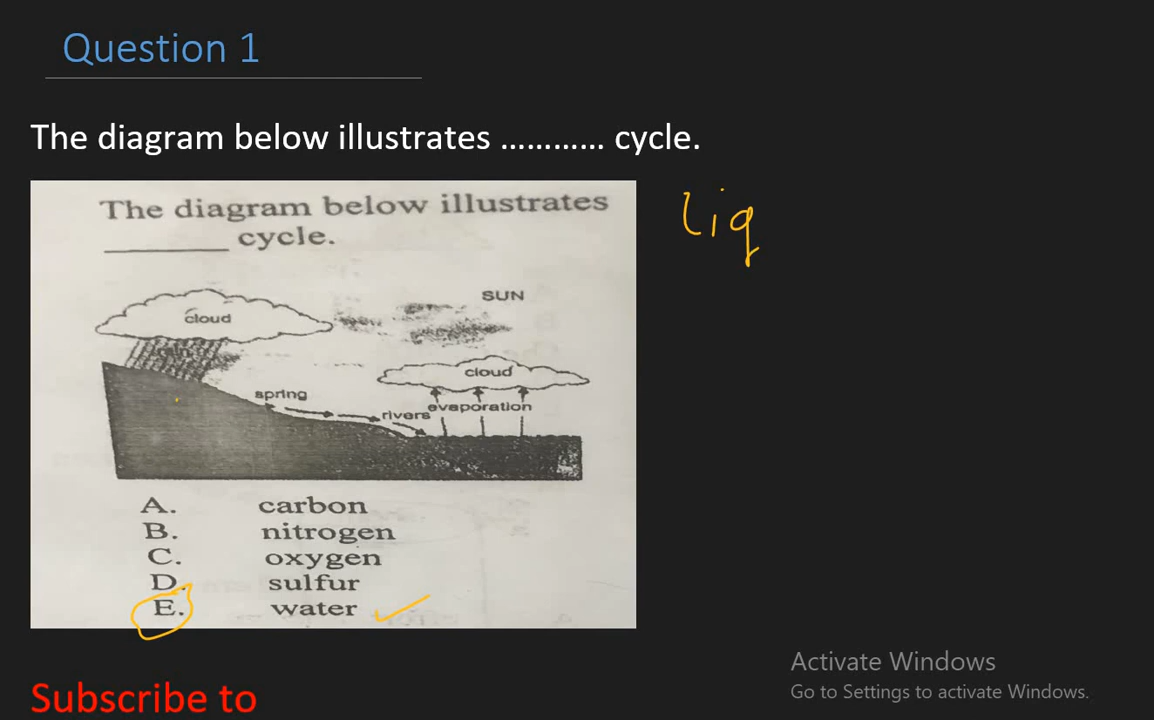 Question 1
The diagram below illustrates ............ cycle.
The diagram below illustrates
________ cycle.
liq
SUN
cloud
cloud
spring
evaporation
rivers
A. carbon
B. nitrogen
C. oxygen
D. sulfur
E. water
Activate Windows
Go to Settings to activate Windows.
Subscribe to